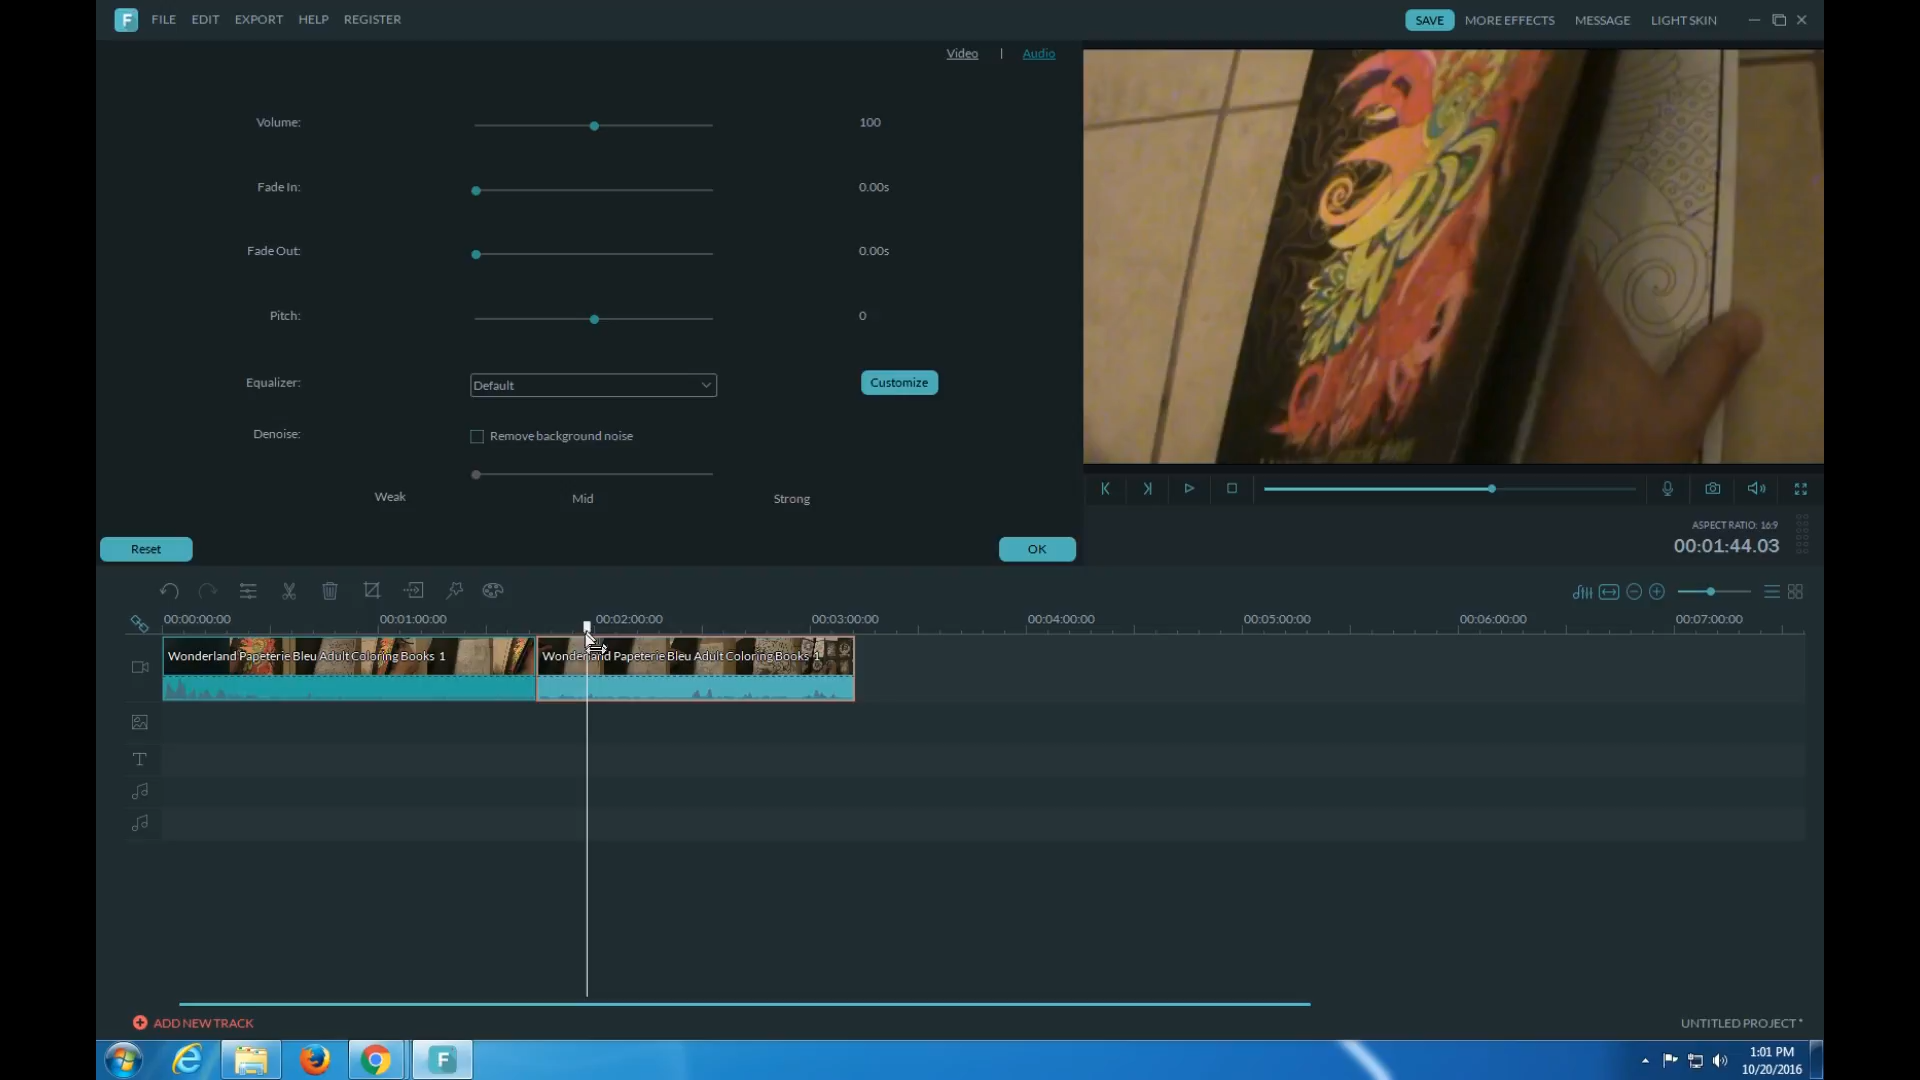 F FILE EDIT EXPORT HELP REGISTER
SAVE MORE EFFECTS MESSAGE LIGHT SKIN
Video | Audio
Volume: 100
Fade In: 0.00s
Fade Out: 0.00s
Pitch: 0
Equalizer: Default Customize
Denoise: Remove background noise
Weak Mid Strong
Reset OK
ASPECT RATIO: 16:9
00:01:44.03
00:00:00:00 00:01:00:00 00:02:00:00 00:03:00:00 00:04:00:00 00:05:00:00 00:06:00:00 00:07:00:00
Wonderland Papeterie Bleu Adult Coloring Books 1 Wonderland Papeterie Bleu Adult Coloring Books 1
T
ADD NEW TRACK
UNTITLED PROJECT *
F
1:01 PM
10/20/2016